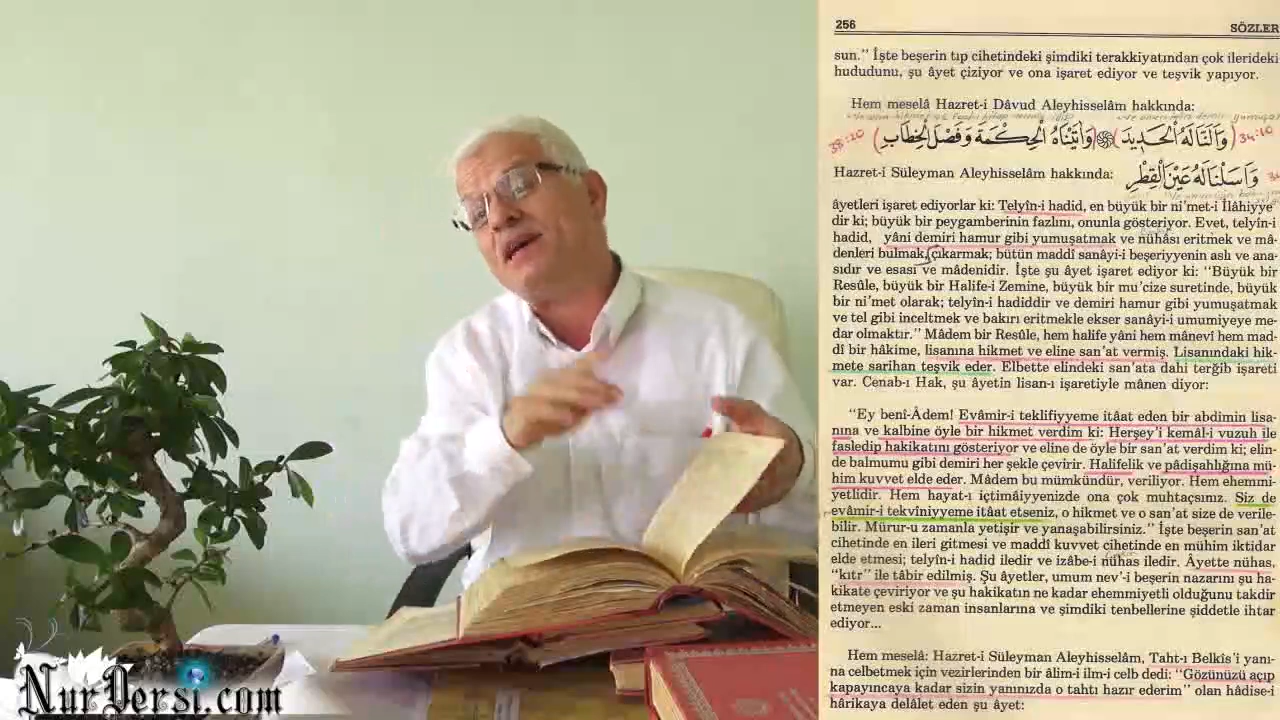 256
SÖZLER
sun." İşte beşerin tıp cihetindeki şimdiki terakkiyatından çok ilerideki
hududunu, şu âyet çiziyor ve ona işaret ediyor ve teşvik yapıyor.
Hem meselâ Hazret-i Dâvud Aleyhisselâm hakkında:
38:20 (وَاَلَنَّا لَهُ الْحَدِيدَ) (وَاٰتَيْنَاهُ الْحِكْمَةَ وَفَصْلَ الْخِطَابِ) 34:10
Hazret-i Süleyman Aleyhisselâm hakkında: وَاَسَلْنَا لَهُ عَيْنَ الْقِطْرِ
âyetleri işaret ediyorlar ki: Telyîn-i hadid, en büyük bir ni'met-i İlâhiyye
dir ki; büyük bir peygamberinin fazlını, onunla gösteriyor. Evet, telyîn-i
hadid, yâni demiri hamur gibi yumuşatmak ve nühâsı eritmek ve mâ-
denleri bulmak, çıkarmak; bütün maddî sanâyi-i beşeriyyenin aslı ve ana-
sıdır ve esası ve mâdenidir. İşte şu âyet işaret ediyor ki: "Büyük bir
Resûle, büyük bir Halife-i Zemine, büyük bir mu'cize suretinde, büyük
bir ni'met olarak; telyîn-i hadiddir ve demiri hamur gibi yumuşatmak
ve tel gibi inceltmek ve bakırı eritmekle ekser sanâyi-i umumiyeye me-
dar olmaktır." Mâdem bir Resûle, hem halife yâni hem mânevi hem mad-
dî bir hâkime, lisanına hikmet ve eline san'at vermiş. Lisanındaki hik-
mete sarihan teşvik eder. Elbette elindeki san'ata dahi terğib işareti
var. Cenab-ı Hak, şu âyetin lisan-ı işaretiyle mânen diyor:
"Ey benî-Âdem! Evâmir-i teklifiyyeme itâat eden bir abdimin lisa-
nına ve kalbine öyle bir hikmet verdim ki: Herşey'i kemâl-i vuzuh ile
fasledip hakikatını gösteriyor ve eline de öyle bir san'at verdim ki; elin-
de balmumu gibi demiri her şekle çevirir. Halifelik ve pâdişahlığına mü-
him kuvvet elde eder. Mâdem bu mümkündür, veriliyor. Hem ehemmi-
yetlidir. Hem hayat-ı içtimâiyyenizde ona çok muhtaçsınız. Siz de
evâmir-i tekvîniyyeme itâat etseniz, o hikmet ve o san'at size de verile-
bilir. Mürur-u zamanla yetişir ve yanaşabilirsiniz." İşte beşerin san'at
cihetinde en ileri gitmesi ve maddî kuvvet cihetinde en mühim iktidar
elde etmesi; telyîn-i hadid iledir ve izâbe-i nühas iledir. Âyette nühas,
"kıtr" ile tâbir edilmiş. Şu âyetler, umum nev'-i beşerin nazarını şu ha-
kikate çeviriyor ve şu hakikatın ne kadar ehemmiyetli olduğunu takdir
etmeyen eski zaman insanlarına ve şimdiki tenbellerine şiddetle ihtar
ediyor...
Hem meselâ: Hazret-i Süleyman Aleyhisselâm, Taht-ı Belkîs'i yanı-
na celbetmek için vezirlerinden bir âlim-i ilm-i celb dedi: "Gözünüzü açıp
kapayıncaya kadar sizin yanınızda o tahtı hazır ederim" olan hâdise-i
hârikaya delâlet eden şu âyet:
NurDersi.com